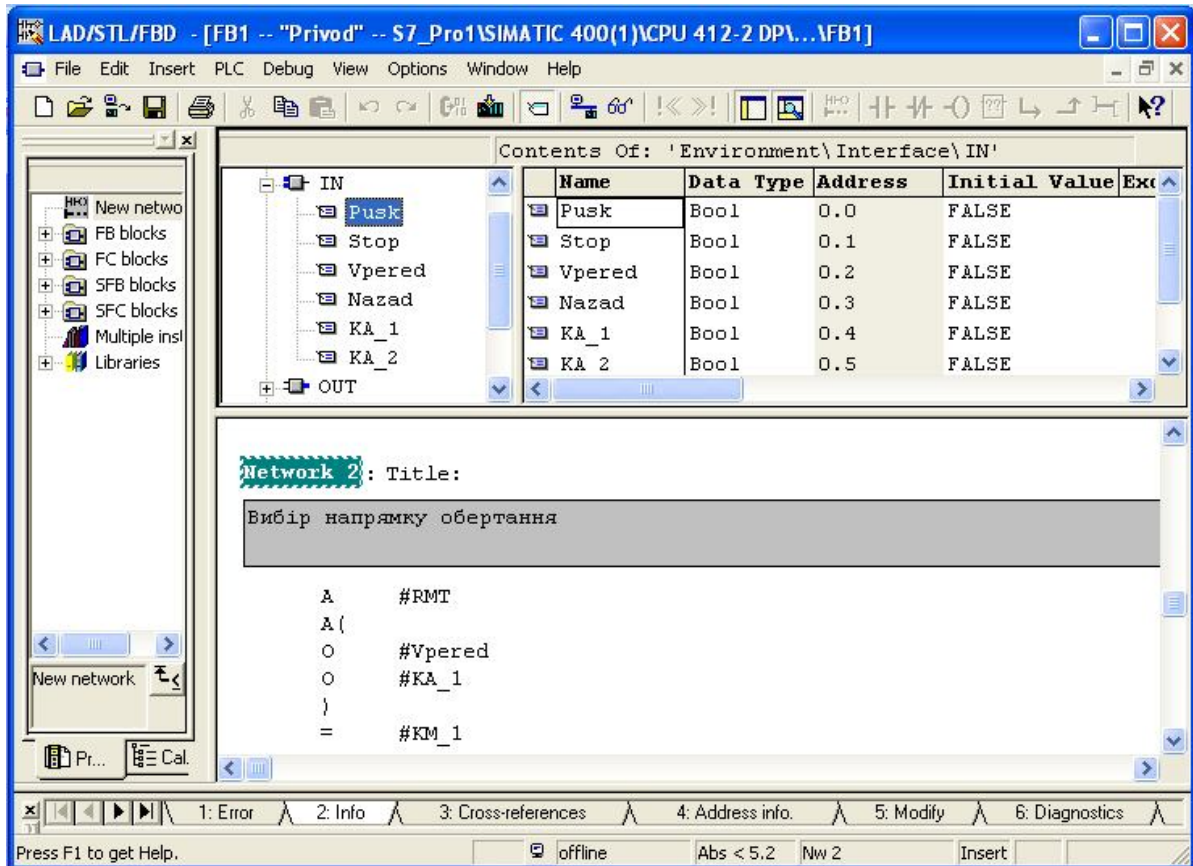 LAD/STL/FBD - [FB1 -- "Privod" -- S7_Pro1\SIMATIC 400(1)\CPU 412-2 DP\...\FB1]
File Edit Insert PLC Debug View Options Window Help
Contents Of: 'Environment\Interface\IN'
New netwo
FB blocks
FC blocks
SFB blocks
SFC blocks
Multiple insl
Libraries
New network
Pr... Cal.
IN
Pusk
Stop
Vpered
Nazad
KA_1
KA_2
OUT
Name Data Type Address Initial Value Exc
Pusk Bool 0.0 FALSE
Stop Bool 0.1 FALSE
Vpered Bool 0.2 FALSE
Nazad Bool 0.3 FALSE
KA_1 Bool 0.4 FALSE
KA_2 Bool 0.5 FALSE
Network 2: Title:
Вибір напрямку обертання
A #RMT
A(
O #Vpered
O #KA_1
)
= #KM_1
1: Error 2: Info 3: Cross-references 4: Address info. 5: Modify 6: Diagnostics
Press F1 to get Help. offline Abs < 5.2 Nw 2 Insert